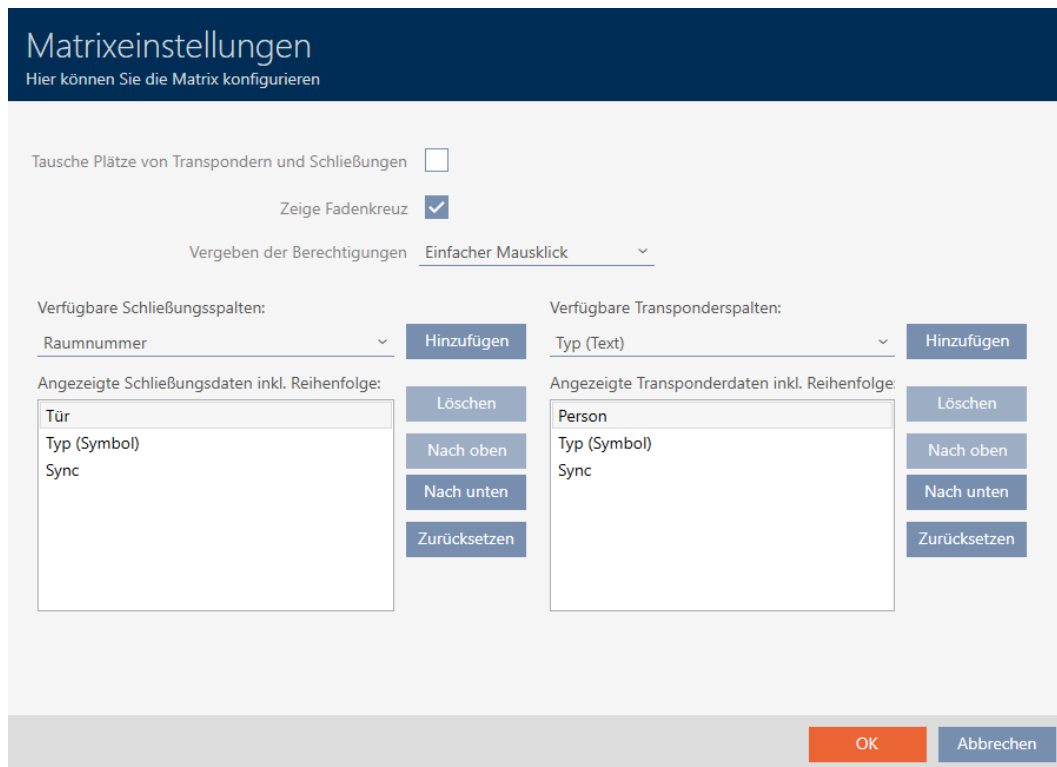 Matrixeinstellungen
Hier können Sie die Matrix konfigurieren
Tausche Plätze von Transpondern und Schließungen
Zeige Fadenkreuz
Vergeben der Berechtigungen Einfacher Mausklick
Verfügbare Schließungsspalten:
Raumnummer
Hinzufügen
Angezeigte Schließungsdaten inkl. Reihenfolge:
Tür
Typ (Symbol)
Sync
Löschen
Nach oben
Nach unten
Zurücksetzen
Verfügbare Transponderspalten:
Typ (Text)
Hinzufügen
Angezeigte Transponderdaten inkl. Reihenfolge:
Person
Typ (Symbol)
Sync
Löschen
Nach oben
Nach unten
Zurücksetzen
OK
Abbrechen